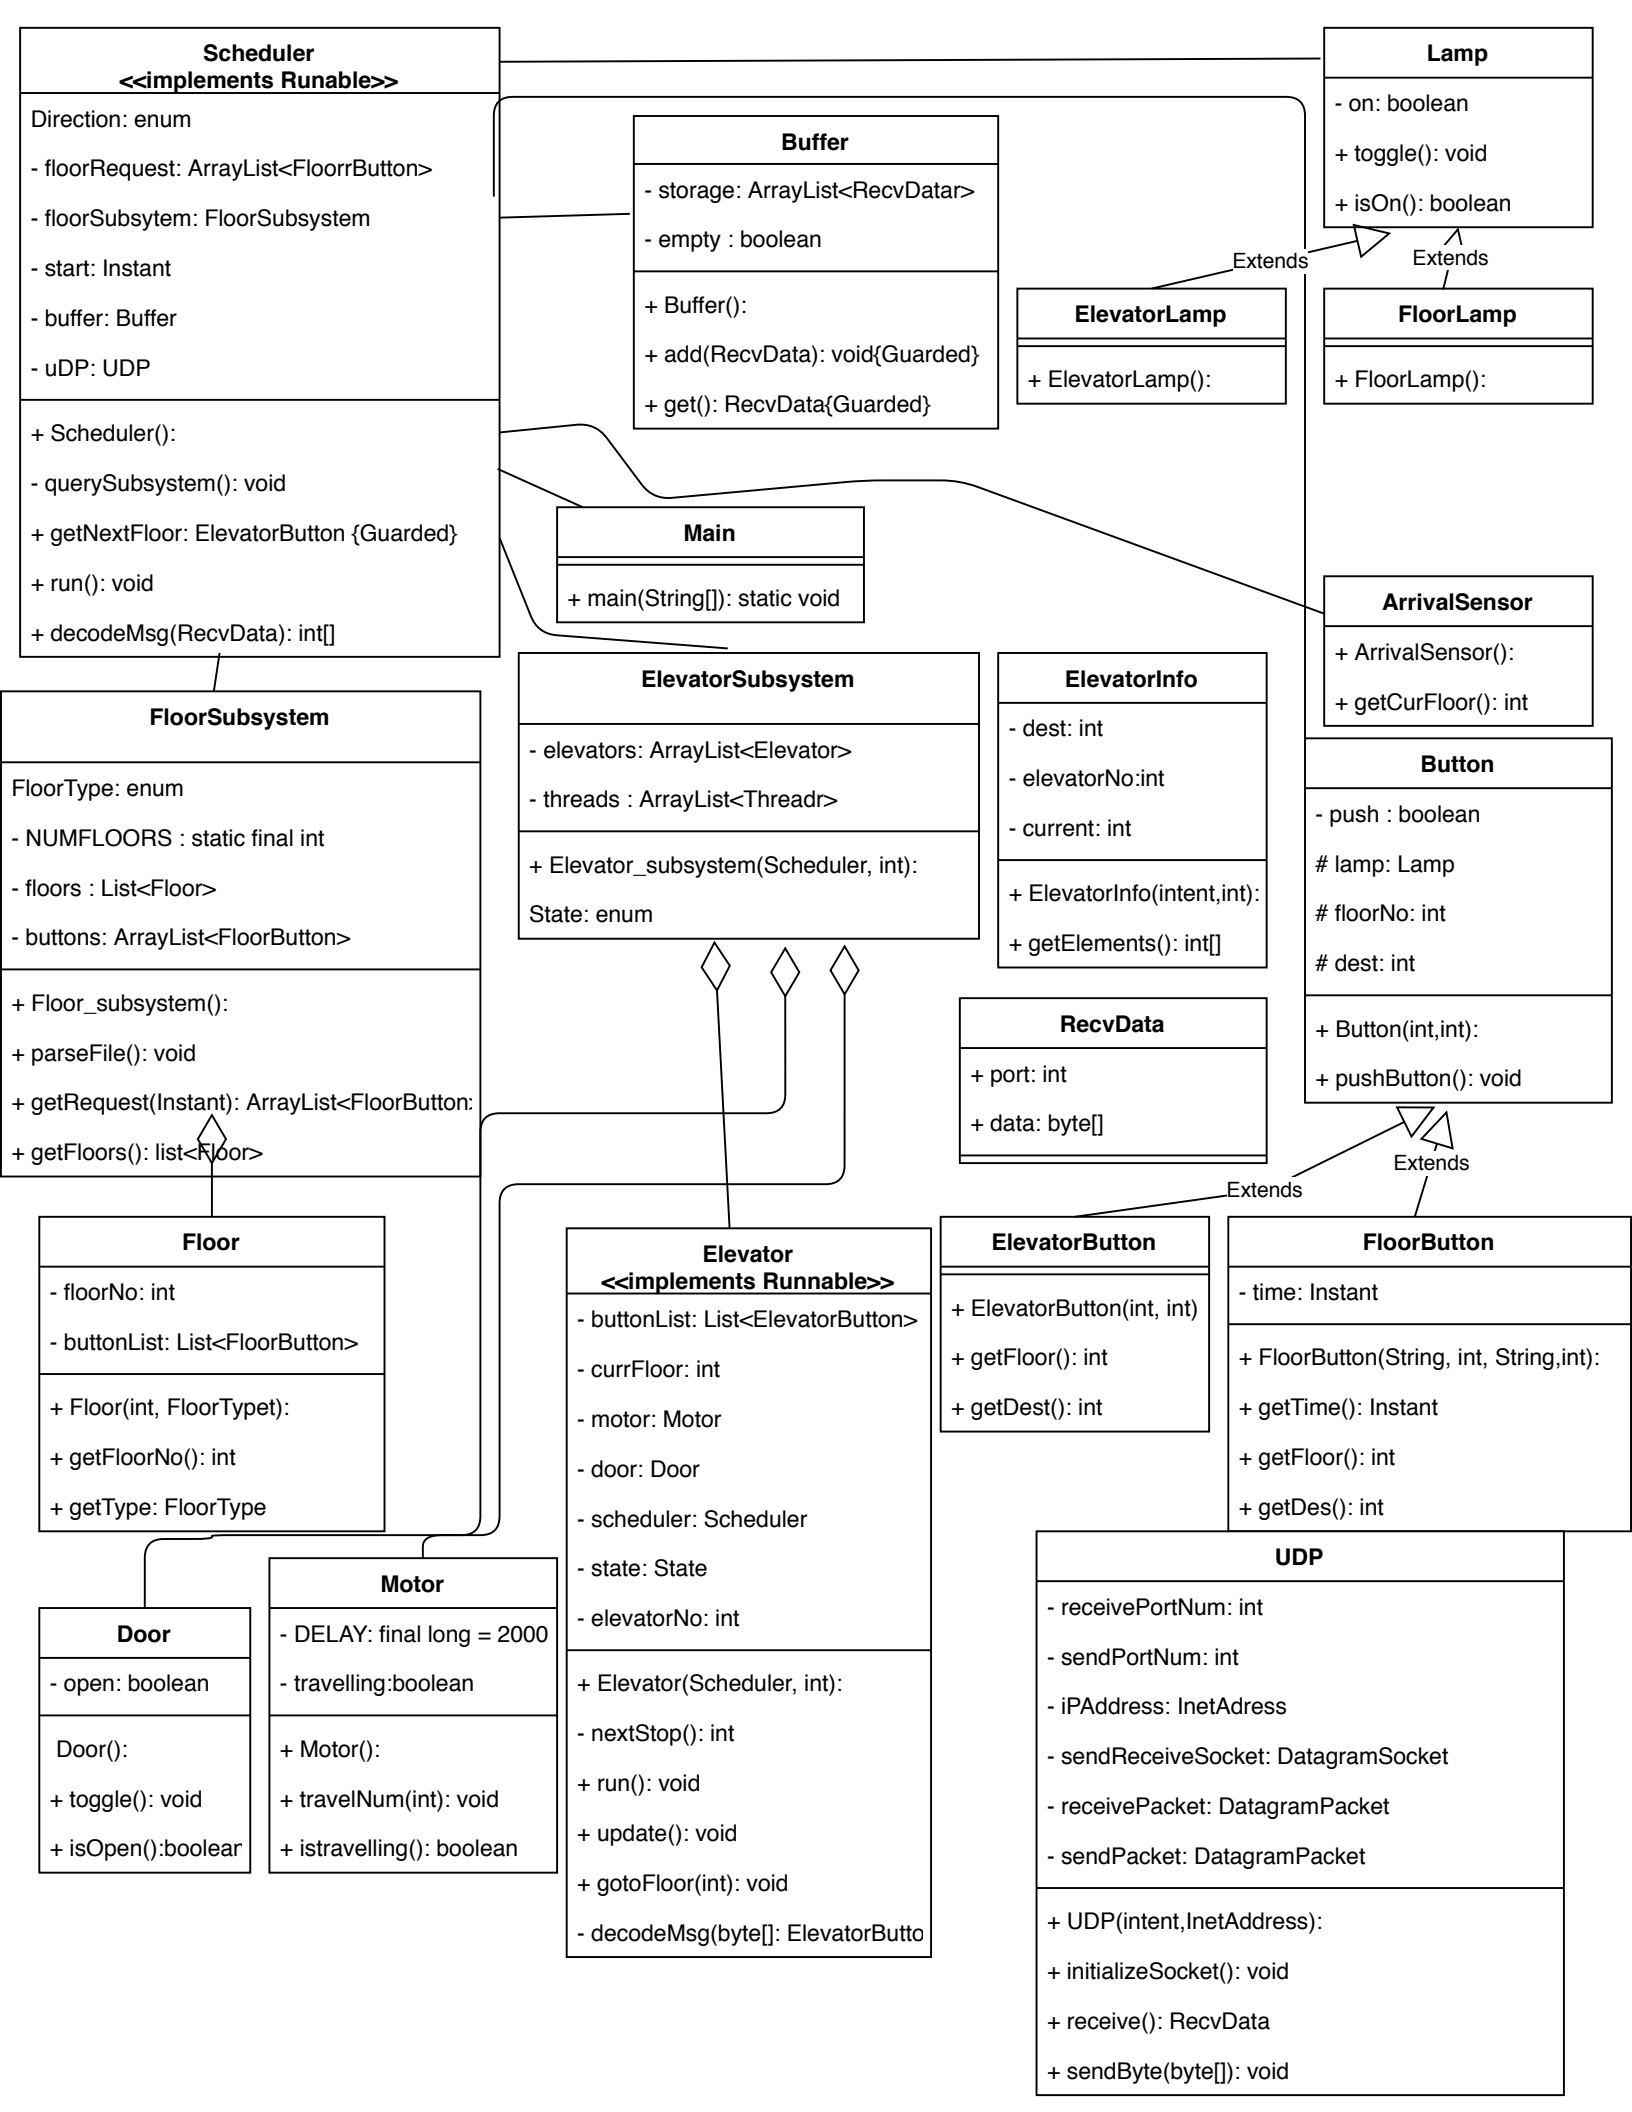 Scheduler
<<implements Runable>>
Direction: enum
- floorRequest: ArrayList<FloorrButton>
- floorSubsytem: FloorSubsystem
- start: Instant
- buffer: Buffer
- uDP: UDP
+ Scheduler():
- querySubsystem(): void
+ getNextFloor: ElevatorButton {Guarded}
+ run(): void
+ decodeMsg(RecvData): int[]
Buffer
- storage: ArrayList<RecvDatar>
- empty : boolean
+ Buffer():
+ add(RecvData): void{Guarded}
+ get(): RecvData{Guarded}
Lamp
- on: boolean
+ toggle(): void
+ isOn(): boolean
Extends
Extends
ElevatorLamp
+ ElevatorLamp():
FloorLamp
+ FloorLamp():
Main
+ main(String[]): static void
ArrivalSensor
+ ArrivalSensor():
+ getCurFloor(): int
FloorSubsystem
FloorType: enum
- NUMFLOORS : static final int
- floors : List<Floor>
- buttons: ArrayList<FloorButton>
+ Floor_subsystem():
+ parseFile(): void
+ getRequest(Instant): ArrayList<FloorButton>
+ getFloors(): list<Floor>
ElevatorSubsystem
- elevators: ArrayList<Elevator>
- threads : ArrayList<Threadr>
+ Elevator_subsystem(Scheduler, int):
State: enum
ElevatorInfo
- dest: int
- elevatorNo:int
- current: int
+ ElevatorInfo(intent,int):
+ getElements(): int[]
Button
- push : boolean
# lamp: Lamp
# floorNo: int
# dest: int
+ Button(int,int):
+ pushButton(): void
RecvData
+ port: int
+ data: byte[]
Extends
Extends
Floor
- floorNo: int
- buttonList: List<FloorButton>
+ Floor(int, FloorTypet):
+ getFloorNo(): int
+ getType: FloorType
Elevator
<<implements Runnable>>
- buttonList: List<ElevatorButton>
- currFloor: int
- motor: Motor
- door: Door
- scheduler: Scheduler
- state: State
- elevatorNo: int
+ Elevator(Scheduler, int):
- nextStop(): int
+ run(): void
+ update(): void
+ gotoFloor(int): void
- decodeMsg(byte[]: ElevatorButto
ElevatorButton
+ ElevatorButton(int, int)
+ getFloor(): int
+ getDest(): int
FloorButton
- time: Instant
+ FloorButton(String, int, String,int):
+ getTime(): Instant
+ getFloor(): int
+ getDes(): int
Door
- open: boolean
Door():
+ toggle(): void
+ isOpen():boolean
Motor
- DELAY: final long = 2000
- travelling:boolean
+ Motor():
+ travelNum(int): void
+ istravelling(): boolean
UDP
- receivePortNum: int
- sendPortNum: int
- iPAddress: InetAdress
- sendReceiveSocket: DatagramSocket
- receivePacket: DatagramPacket
- sendPacket: DatagramPacket
+ UDP(intent,InetAddress):
+ initializeSocket(): void
+ receive(): RecvData
+ sendByte(byte[]): void